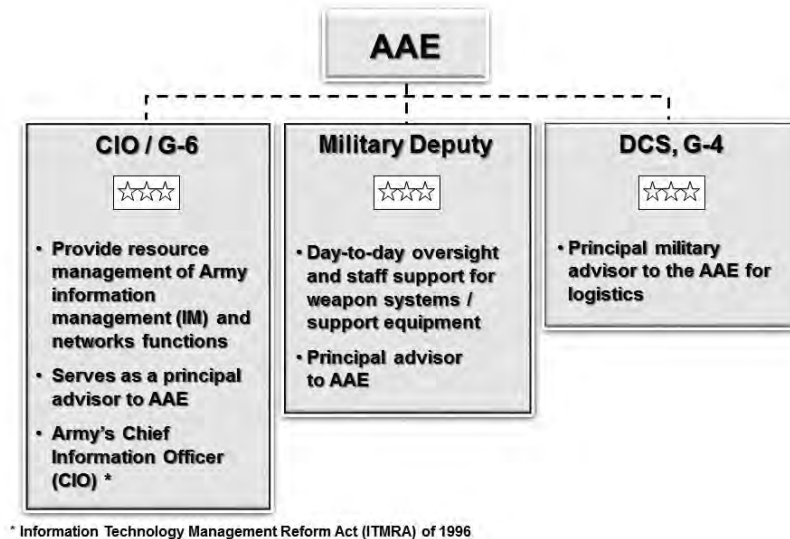 AAE
CIO / G-6
• Provide resource
management of Army
information
management (IM) and
networks functions
• Serves as a principal
advisor to AAE
• Army's Chief
Information Officer
(CIO) *
Military Deputy
• Day-to-day oversight
and staff support for
weapon systems /
support equipment
• Principal advisor
to AAE
DCS, G-4
• Principal military
advisor to the AAE for
logistics
* Information Technology Management Reform Act (ITMRA) of 1996